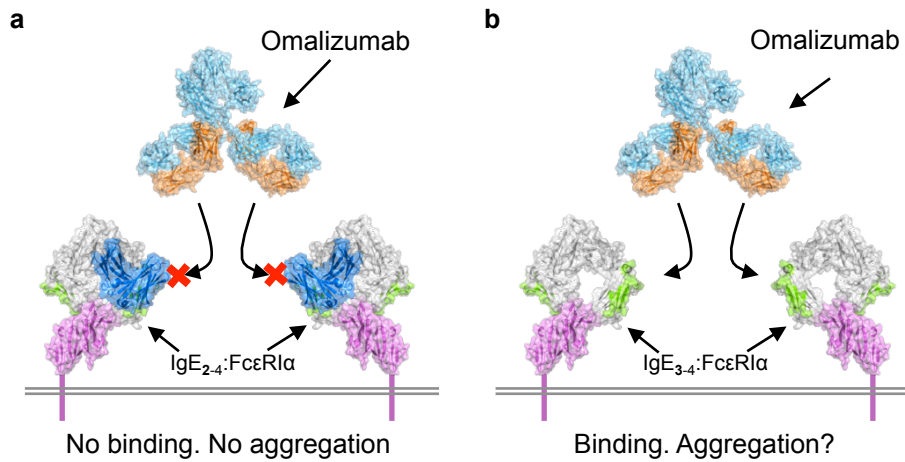 a
Omalizumab
IgE2-4:FcεRIα
No binding. No aggregation
b
Omalizumab
IgE3-4:FcεRIα
Binding. Aggregation?